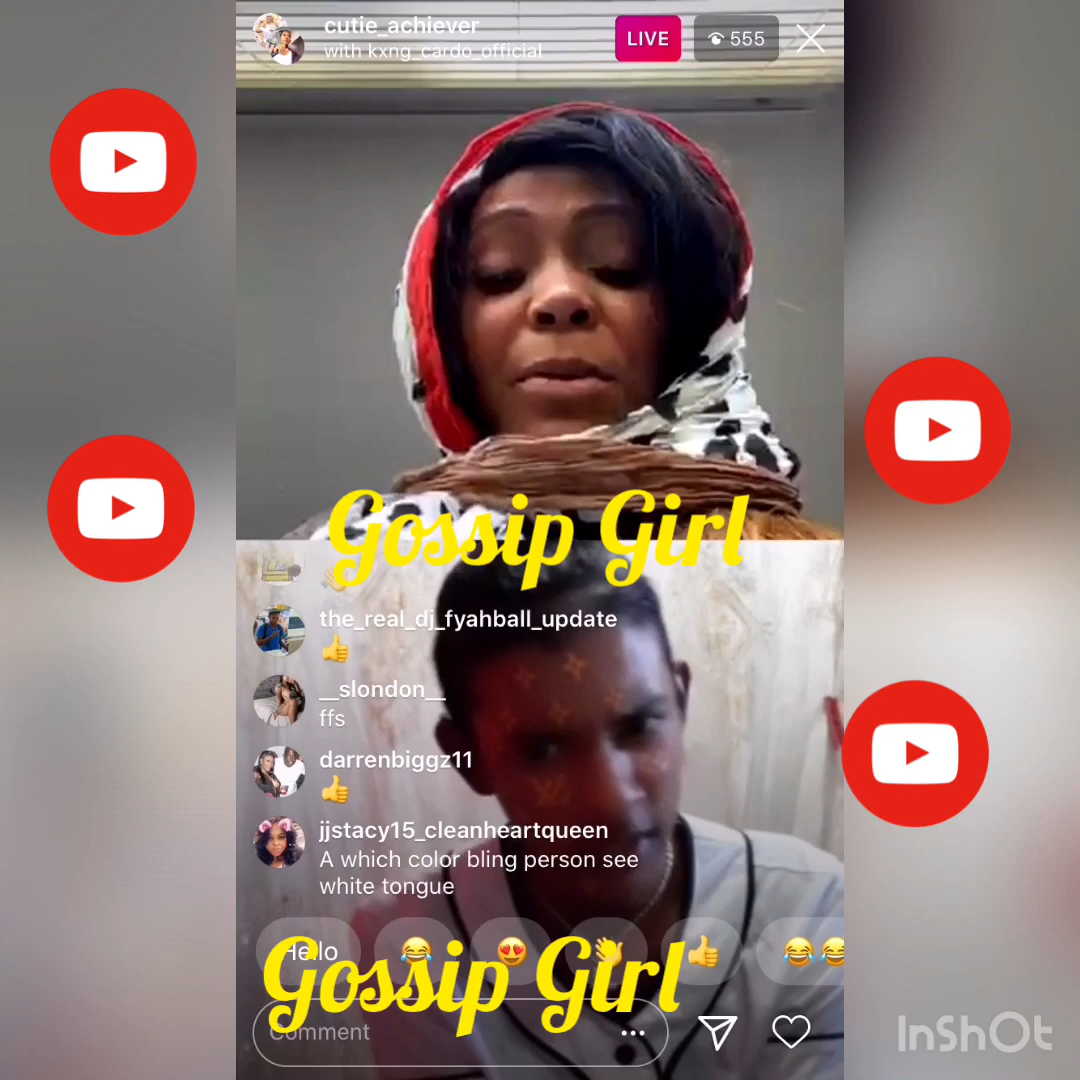 cutie_achiever
with kxng_cardo_official
LIVE
555
Gossip Girl
the_real_dj_fyahball_update
👍
__slondon__
ffs
darrenbiggz11
👍
jjstacy15_cleanheartqueen
A which color bling person see
white tongue
Hello
😂 😍 👏 👍 😂😂
Gossip Girl
Comment
InShOt